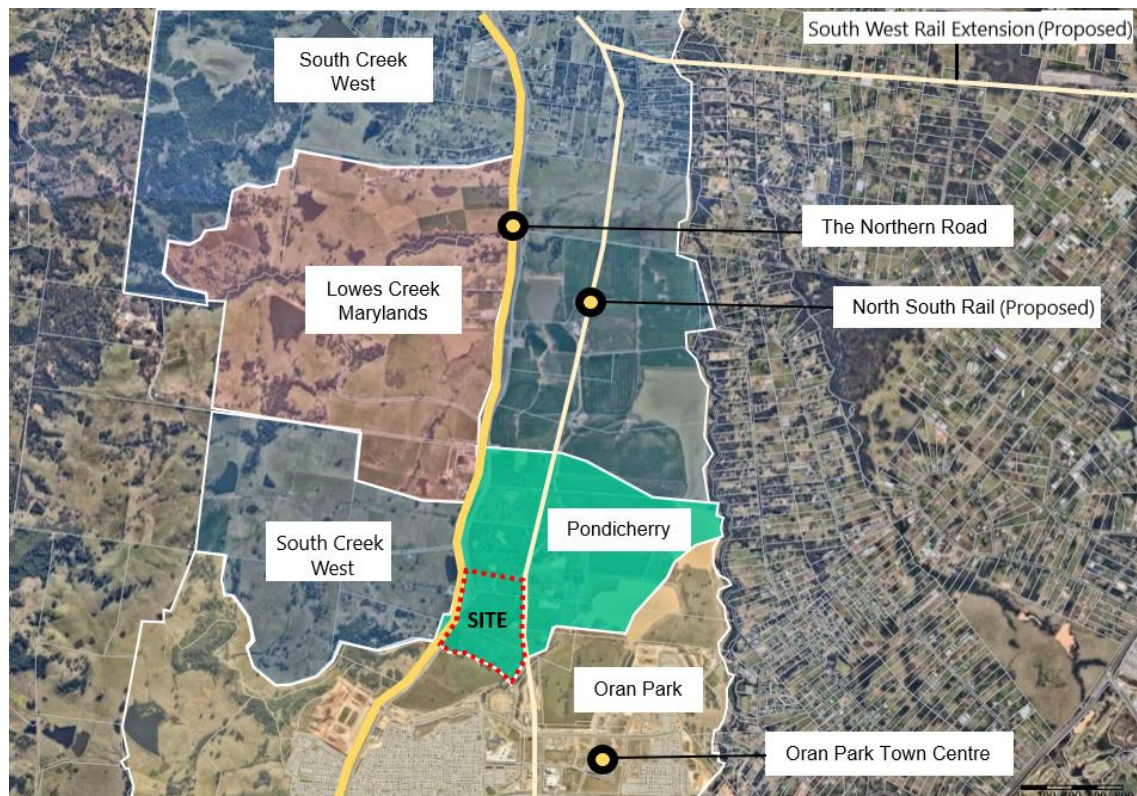 South Creek
West
South West Rail Extension (Proposed)
The Northern Road
Lowes Creek
Marylands
North South Rail (Proposed)
Pondicherry
South Creek
West
SITE
Oran Park
Oran Park Town Centre